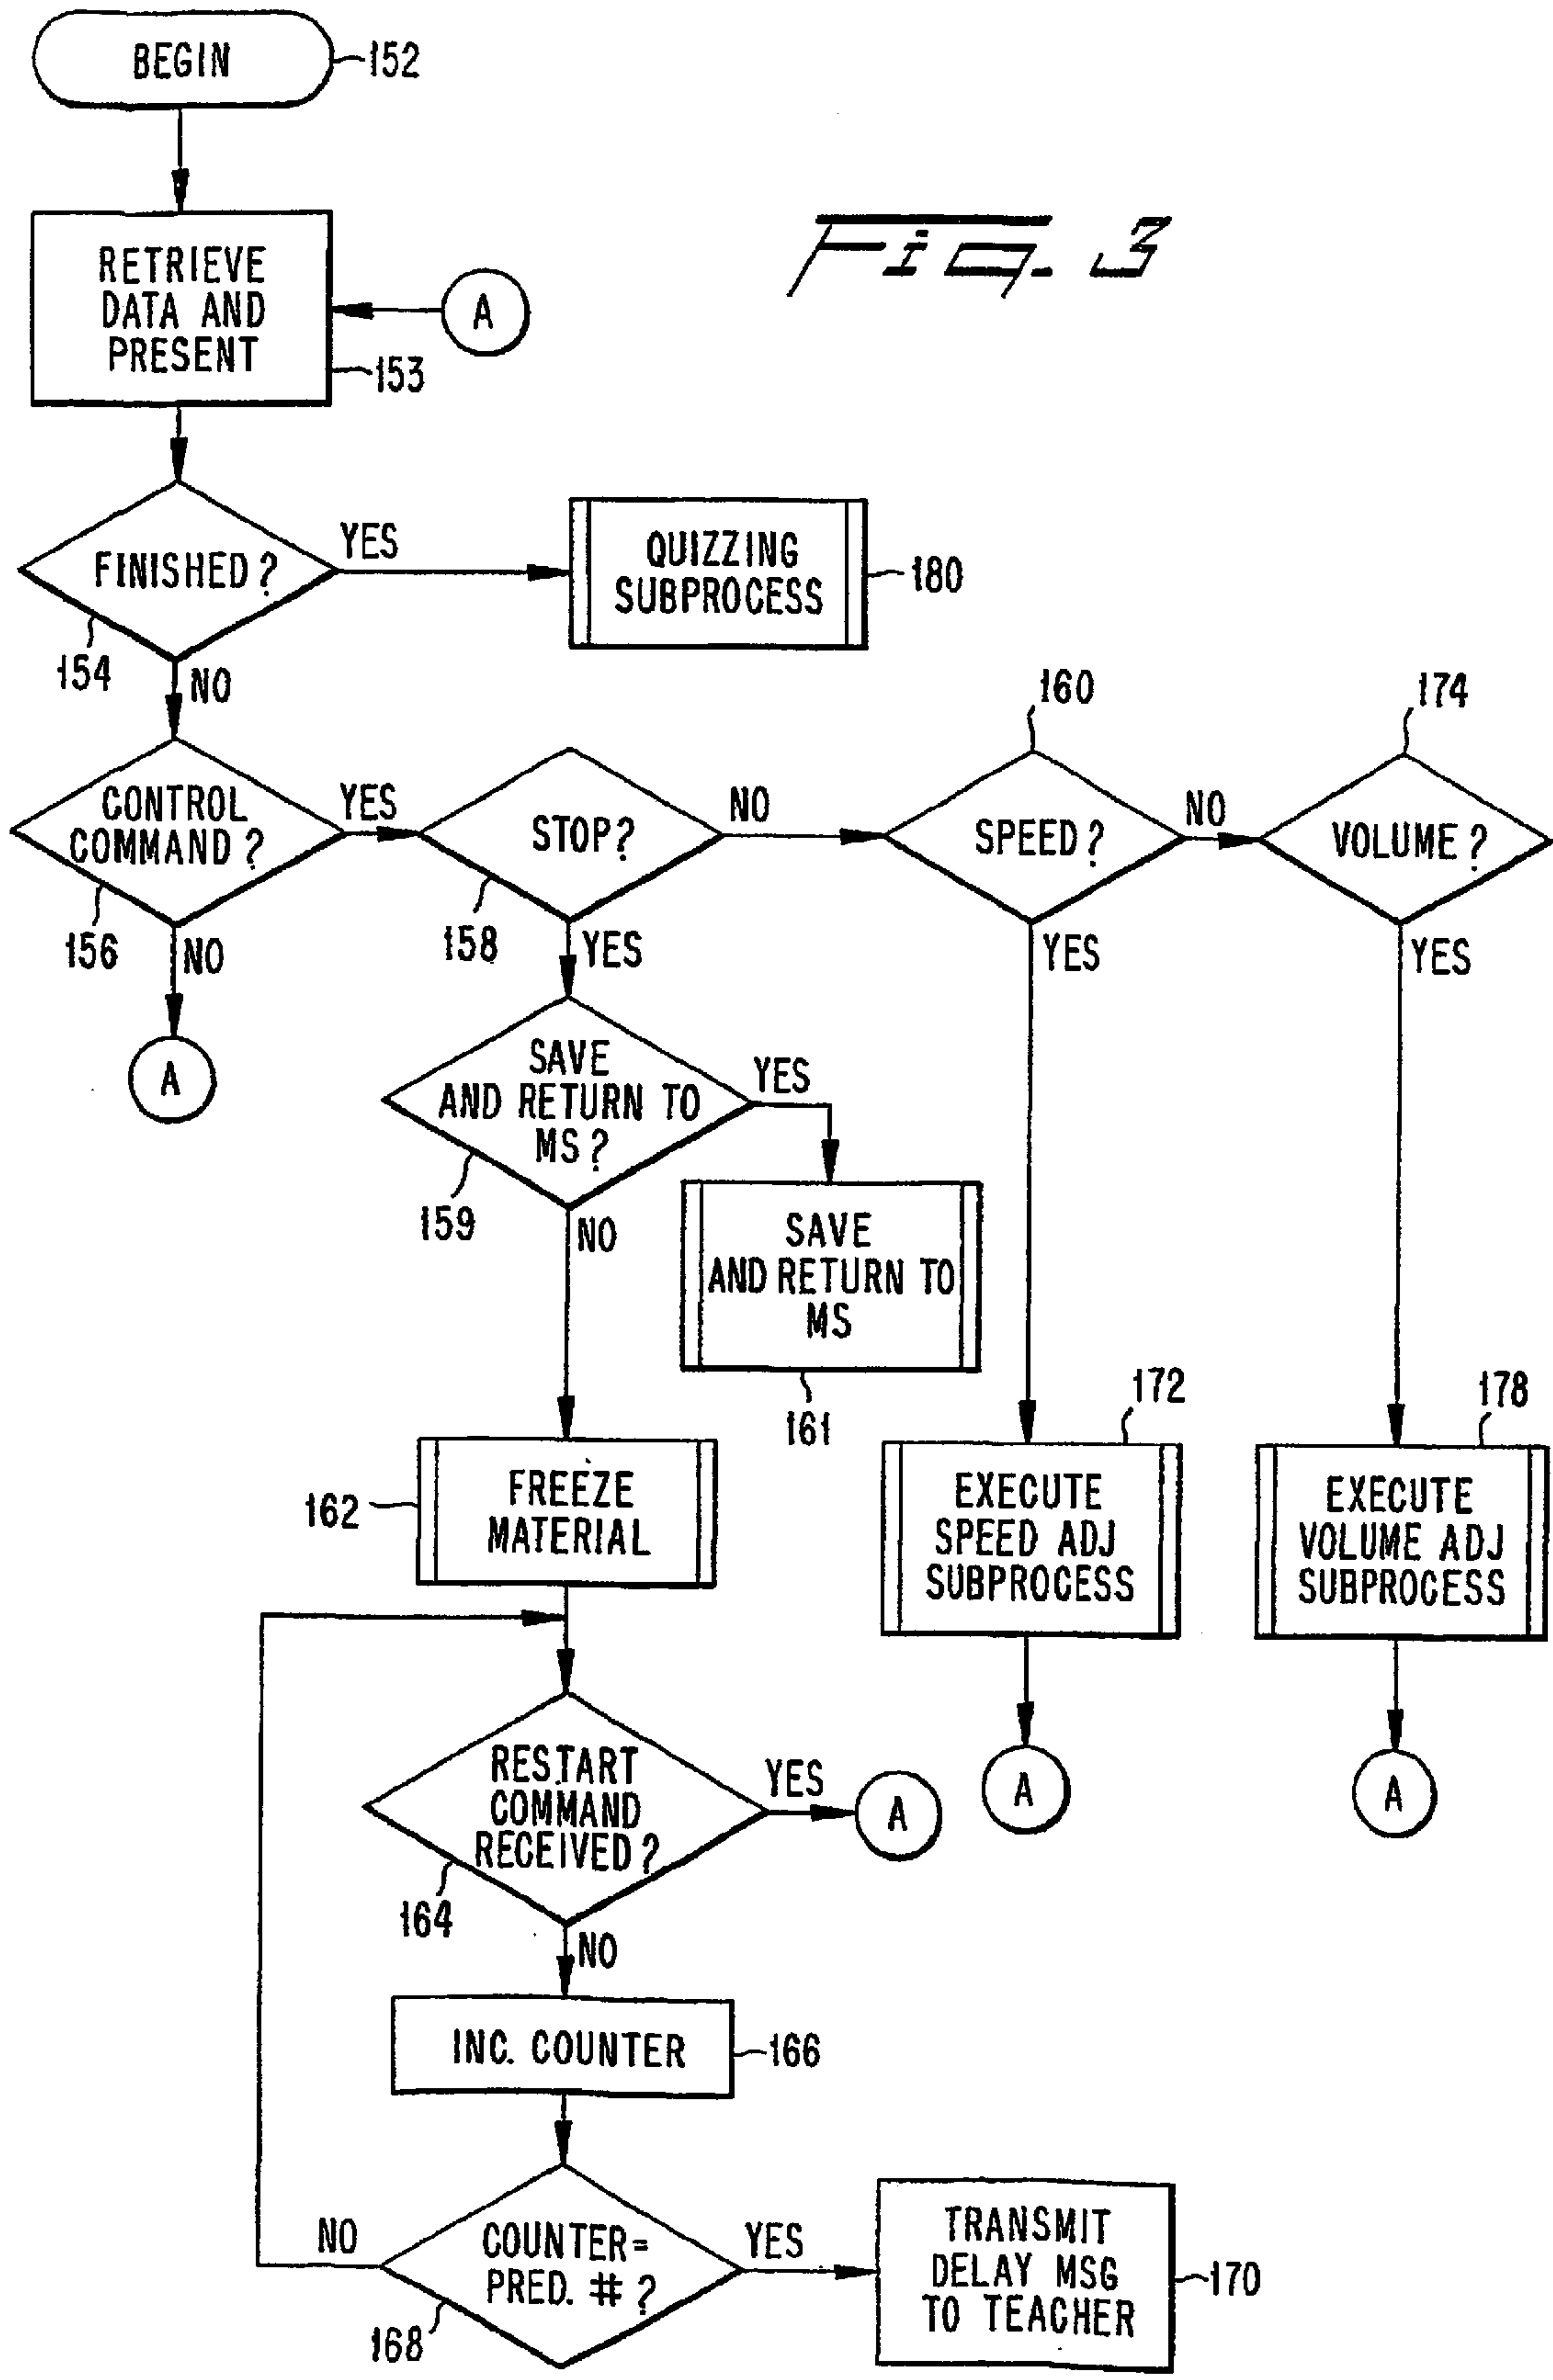 BEGIN
152
RETRIEVE
DATA AND
PRESENT
153
A
Fig. 3
FINISHED?
154
YES
QUIZZING
SUBPROCESS
180
NO
CONTROL
COMMAND?
156
YES
STOP?
158
NO
160
SPEED?
NO
174
VOLUME?
NO
A
YES
YES
YES
SAVE
AND RETURN TO
MS?
159
YES
SAVE
AND RETURN TO
MS
161
NO
162
FREEZE
MATERIAL
172
EXECUTE
SPEED ADJ
SUBPROCESS
178
EXECUTE
VOLUME ADJ
SUBPROCESS
RESTART
COMMAND
RECEIVED?
164
YES
A
A
A
NO
INC. COUNTER
166
NO
COUNTER=
PRED. #?
168
YES
TRANSMIT
DELAY MSG
TO TEACHER
170